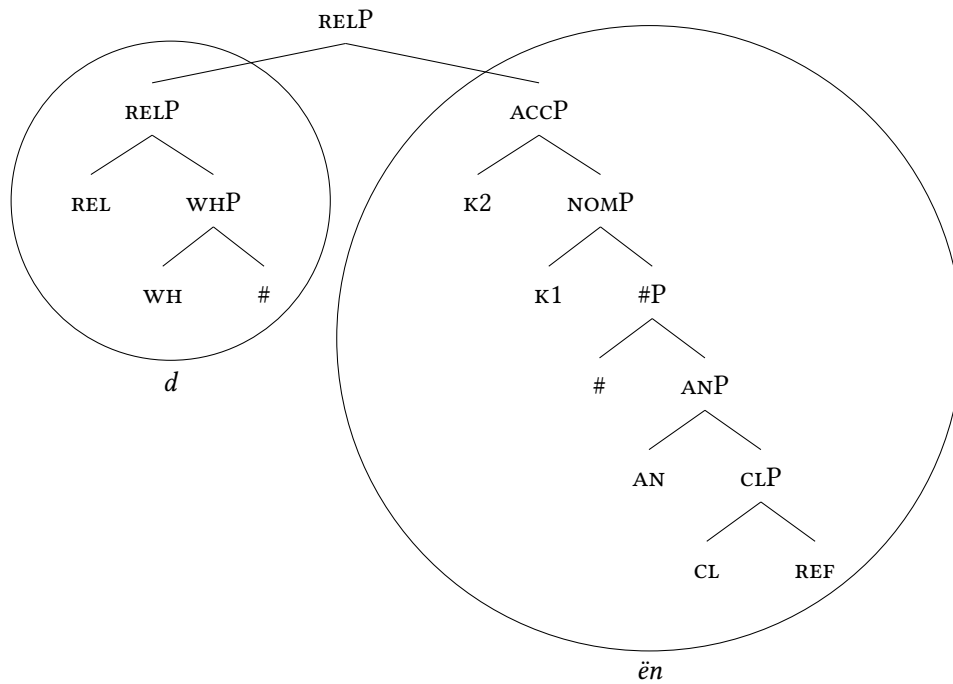 RELP
RELP ACCP
REL WHP K2 NOMP
WH # K1 #P
d # ANP
AN CLP
CL REF
ën